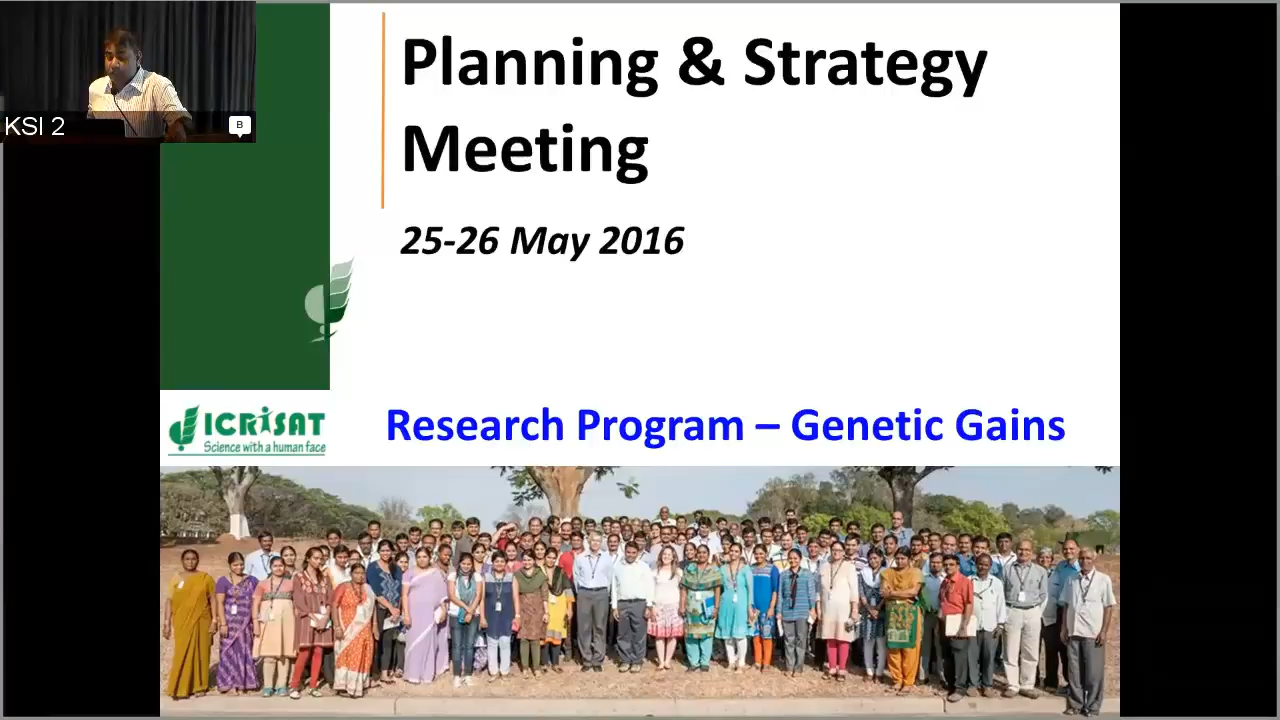 KSI 2
B
Planning & Strategy
Meeting
25-26 May 2016
ICRISAT
Science with a human face
Research Program – Genetic Gains